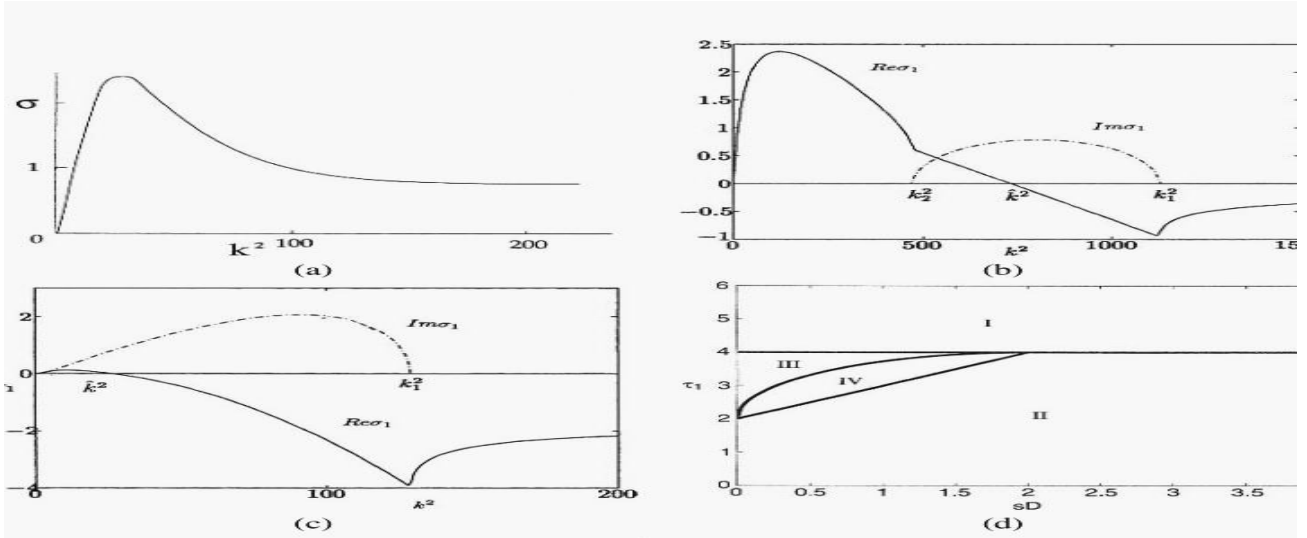 σ
1
0
k² 100 200
(a)
2.5
2
1.5
1
0.5
0
−0.5
−1
Reσ₁
Imσ₁
k₂² k̂² k₁²
0 500 1000 15
k²
(b)
2
0
−2
−4
Imσ₁
k̂² k₁²
Reσ₁
0 100 200
k²
(c)
6
5
4
3
2
1
0
τ₁
I
III
IV
II
0 0.5 1 1.5 2 2.5 3 3.5
sD
(d)